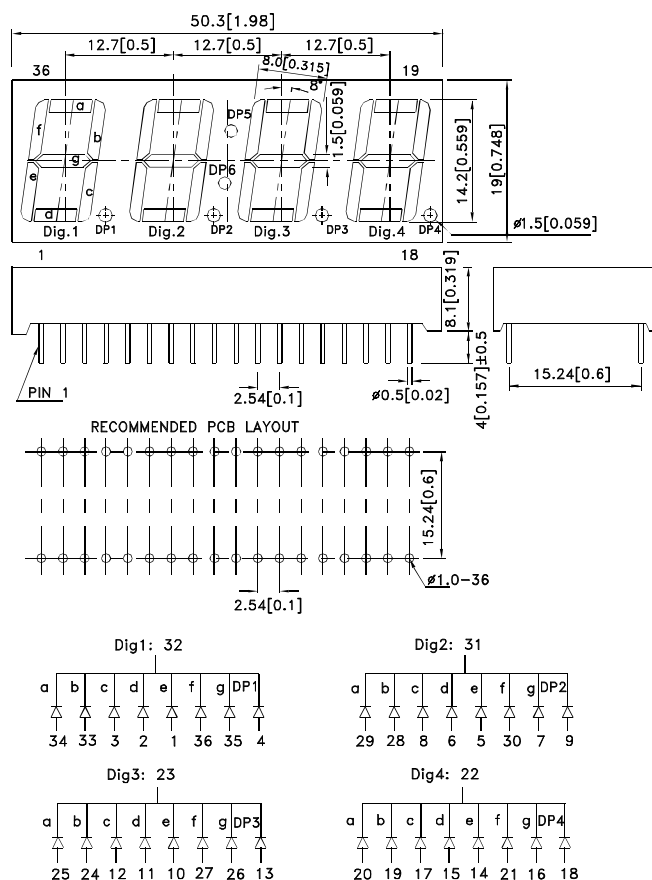 50.3[1.98]
12.7[0.5] 12.7[0.5] 12.7[0.5]
8.0[0.315]
36 19
8°
1.5[0.059]
14.2[0.559]
19[0.748]
a
f b
g
e c
d
DP5
DP6
Dig.1 DP1 Dig.2 DP2 Dig.3 DP3 Dig.4 DP4
ø1.5[0.059]
1 18
8.1[0.319]
4[0.157]±0.5
PIN 1
2.54[0.1]
ø0.5[0.02]
15.24[0.6]
RECOMMENDED PCB LAYOUT
15.24[0.6]
ø1.0-36
2.54[0.1]
Dig1: 32
a b c d e f g DP1
34 33 3 2 1 36 35 4
Dig2: 31
a b c d e f g DP2
29 28 8 6 5 30 7 9
Dig3: 23
a b c d e f g DP3
25 24 12 11 10 27 26 13
Dig4: 22
a b c d e f g DP4
20 19 17 15 14 21 16 18